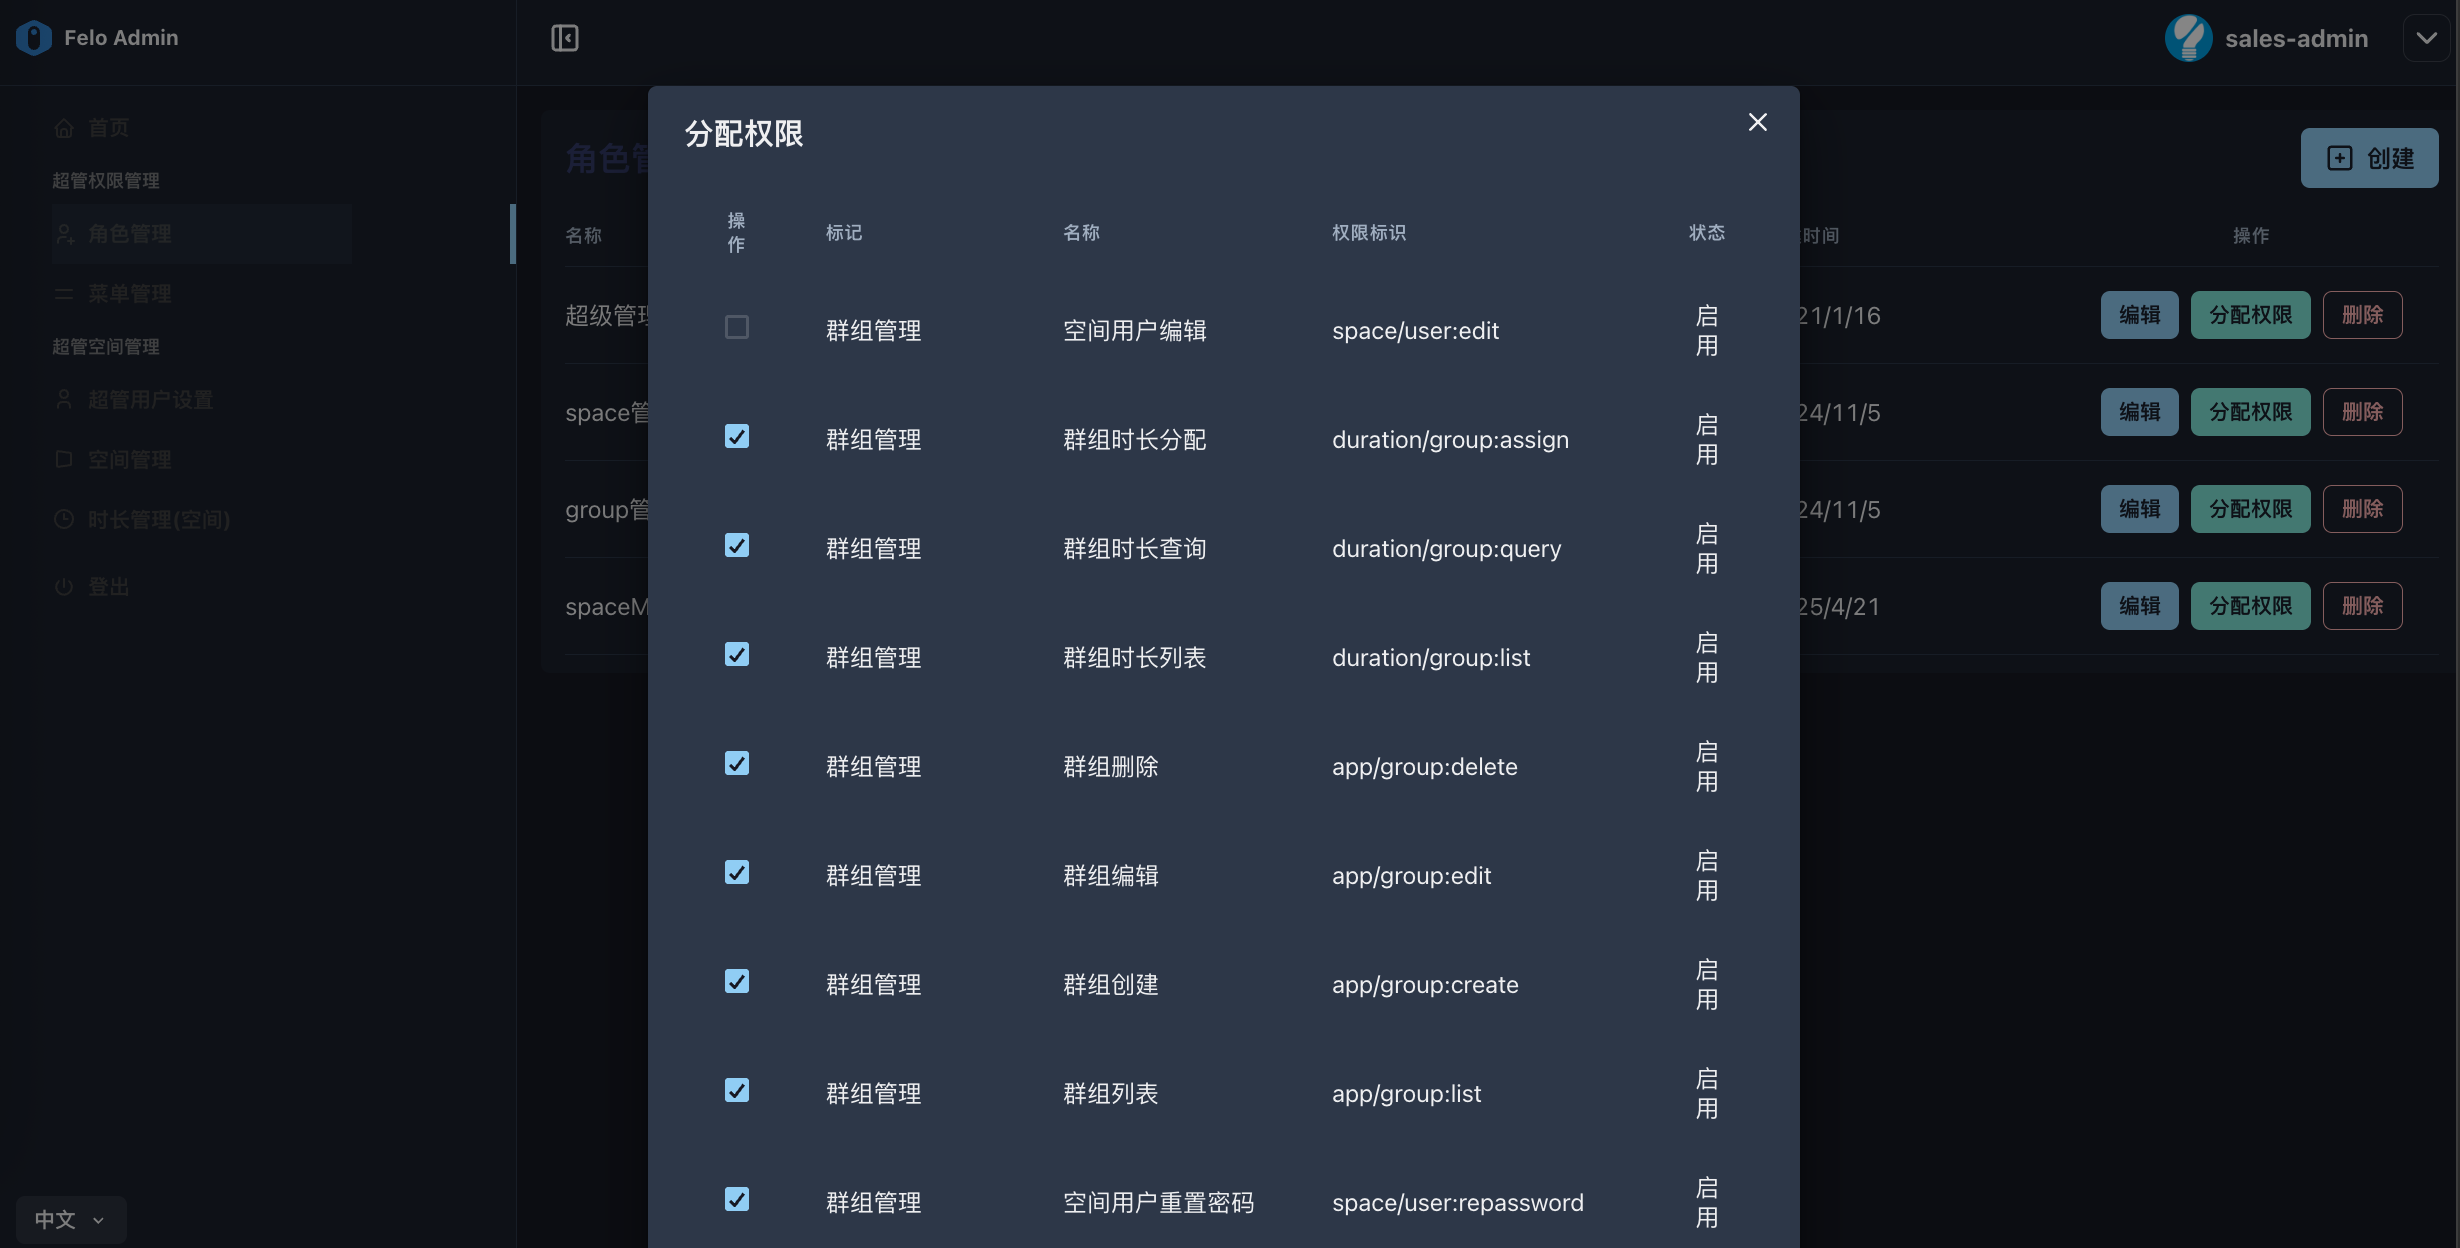 Felo Admin
sales-admin
首页
超管权限管理
角色管理
菜单管理
超管空间管理
超管用户设置
空间管理
时长管理(空间)
登出
中文
角色管
创建
名称
时间
操作
超级管理
21/1/16
编辑
分配权限
删除
space管
24/11/5
编辑
分配权限
删除
group管
24/11/5
编辑
分配权限
删除
spaceM
25/4/21
编辑
分配权限
删除
分配权限
操作
标记
名称
权限标识
状态
群组管理
空间用户编辑
space/user:edit
启用
群组管理
群组时长分配
duration/group:assign
启用
群组管理
群组时长查询
duration/group:query
启用
群组管理
群组时长列表
duration/group:list
启用
群组管理
群组删除
app/group:delete
启用
群组管理
群组编辑
app/group:edit
启用
群组管理
群组创建
app/group:create
启用
群组管理
群组列表
app/group:list
启用
群组管理
空间用户重置密码
space/user:repassword
启用